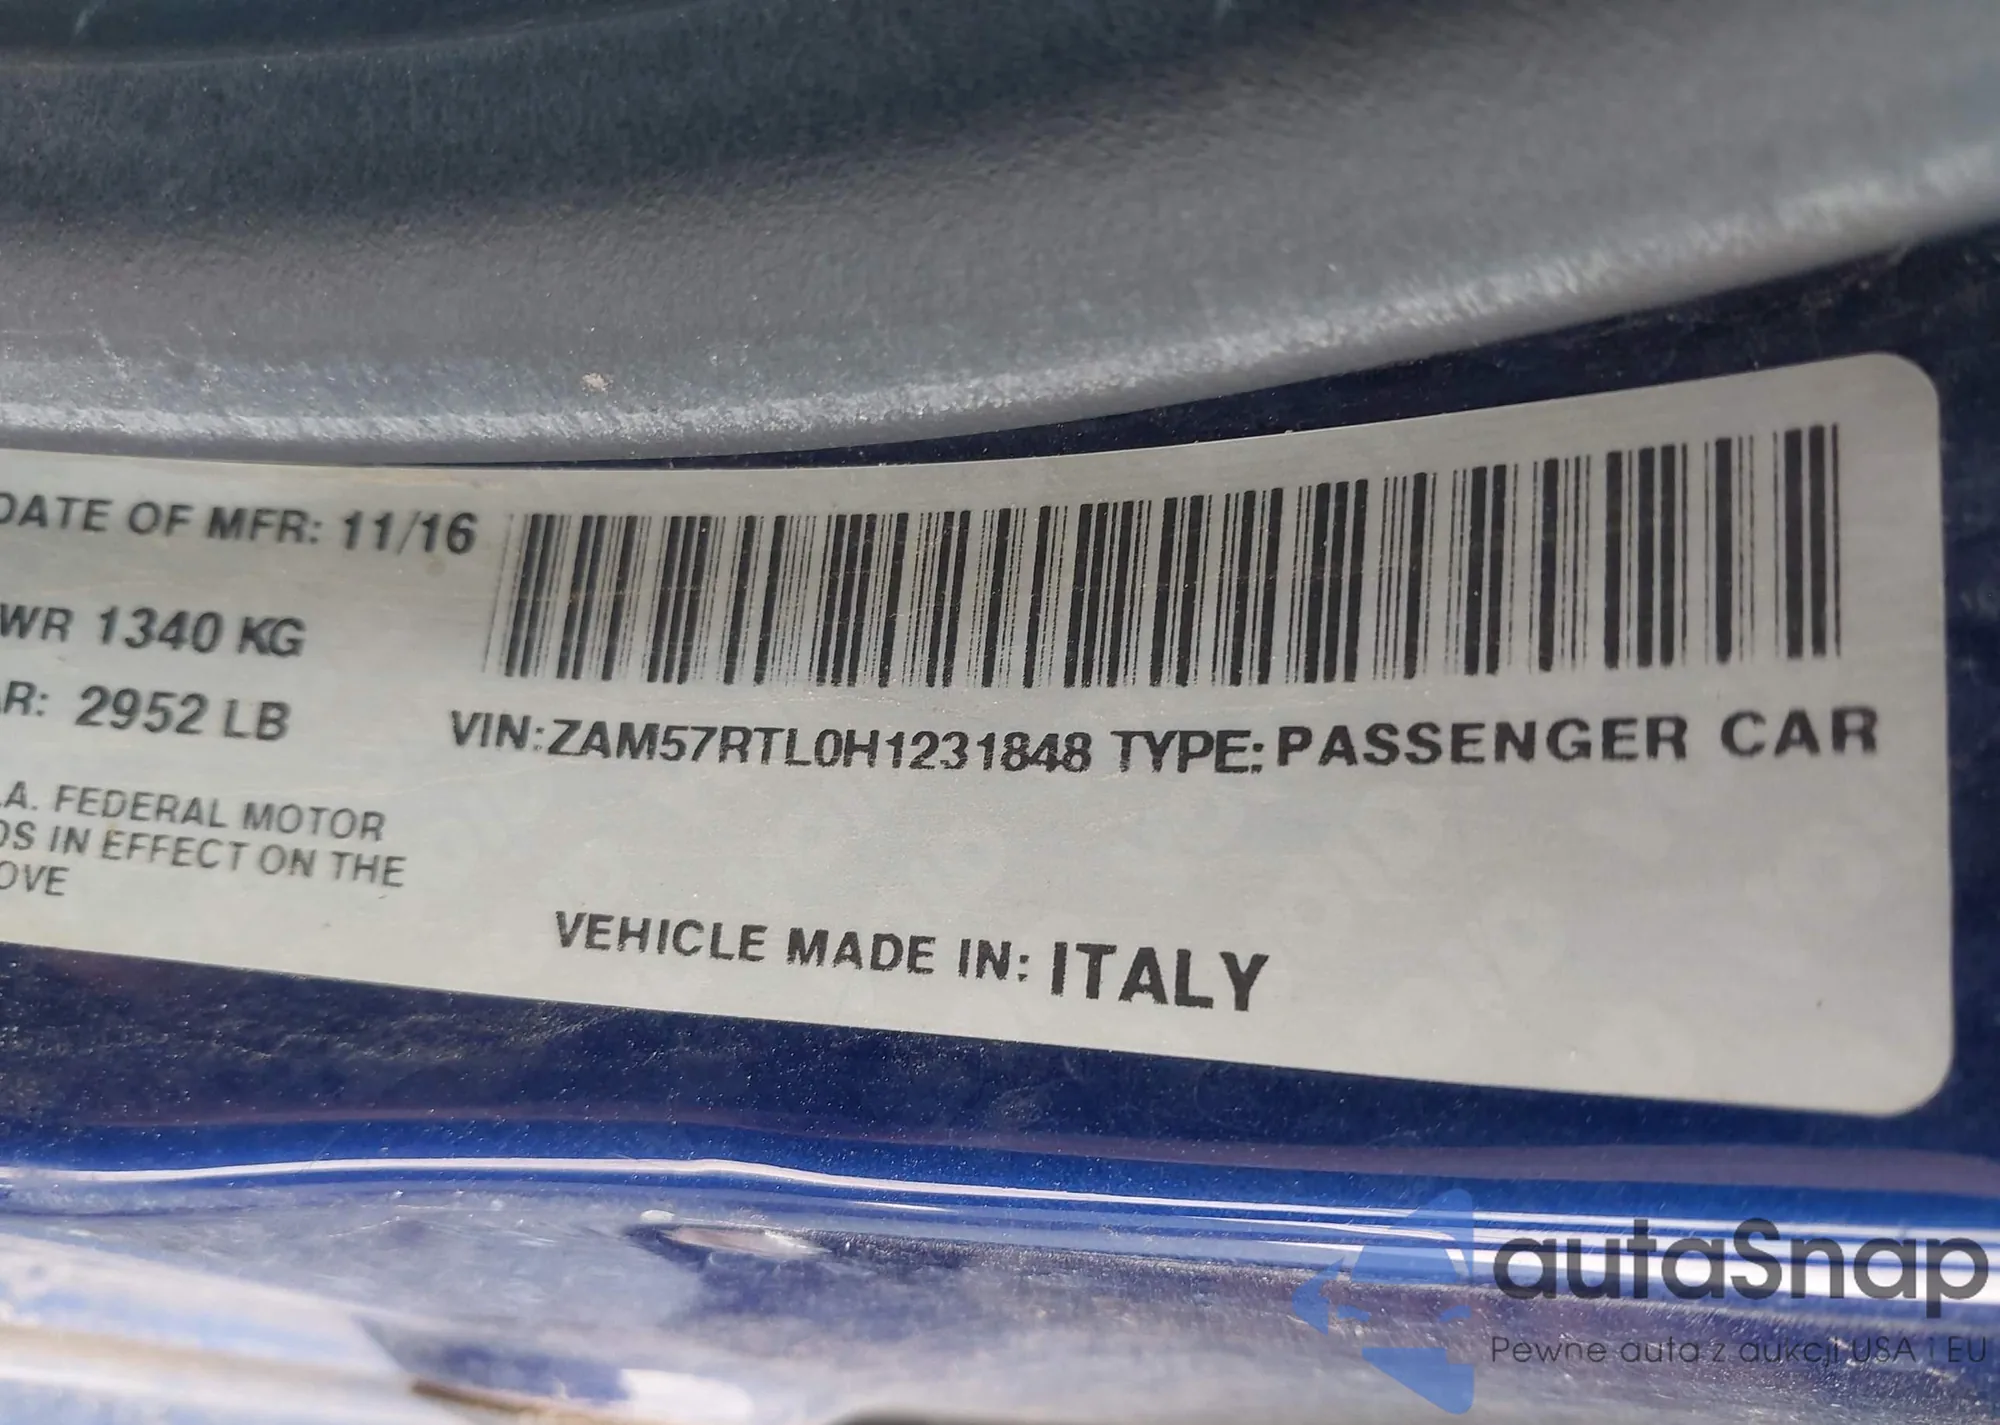 DATE OF MFR: 11/16
WR 1340 KG
AR: 2952 LB
VIN:ZAM57RTL0H1231848 TYPE: PASSENGER CAR
.A. FEDERAL MOTOR
DS IN EFFECT ON THE
OVE
VEHICLE MADE IN: ITALY
autaSnap
Pewne auta z aukcji USA i EU